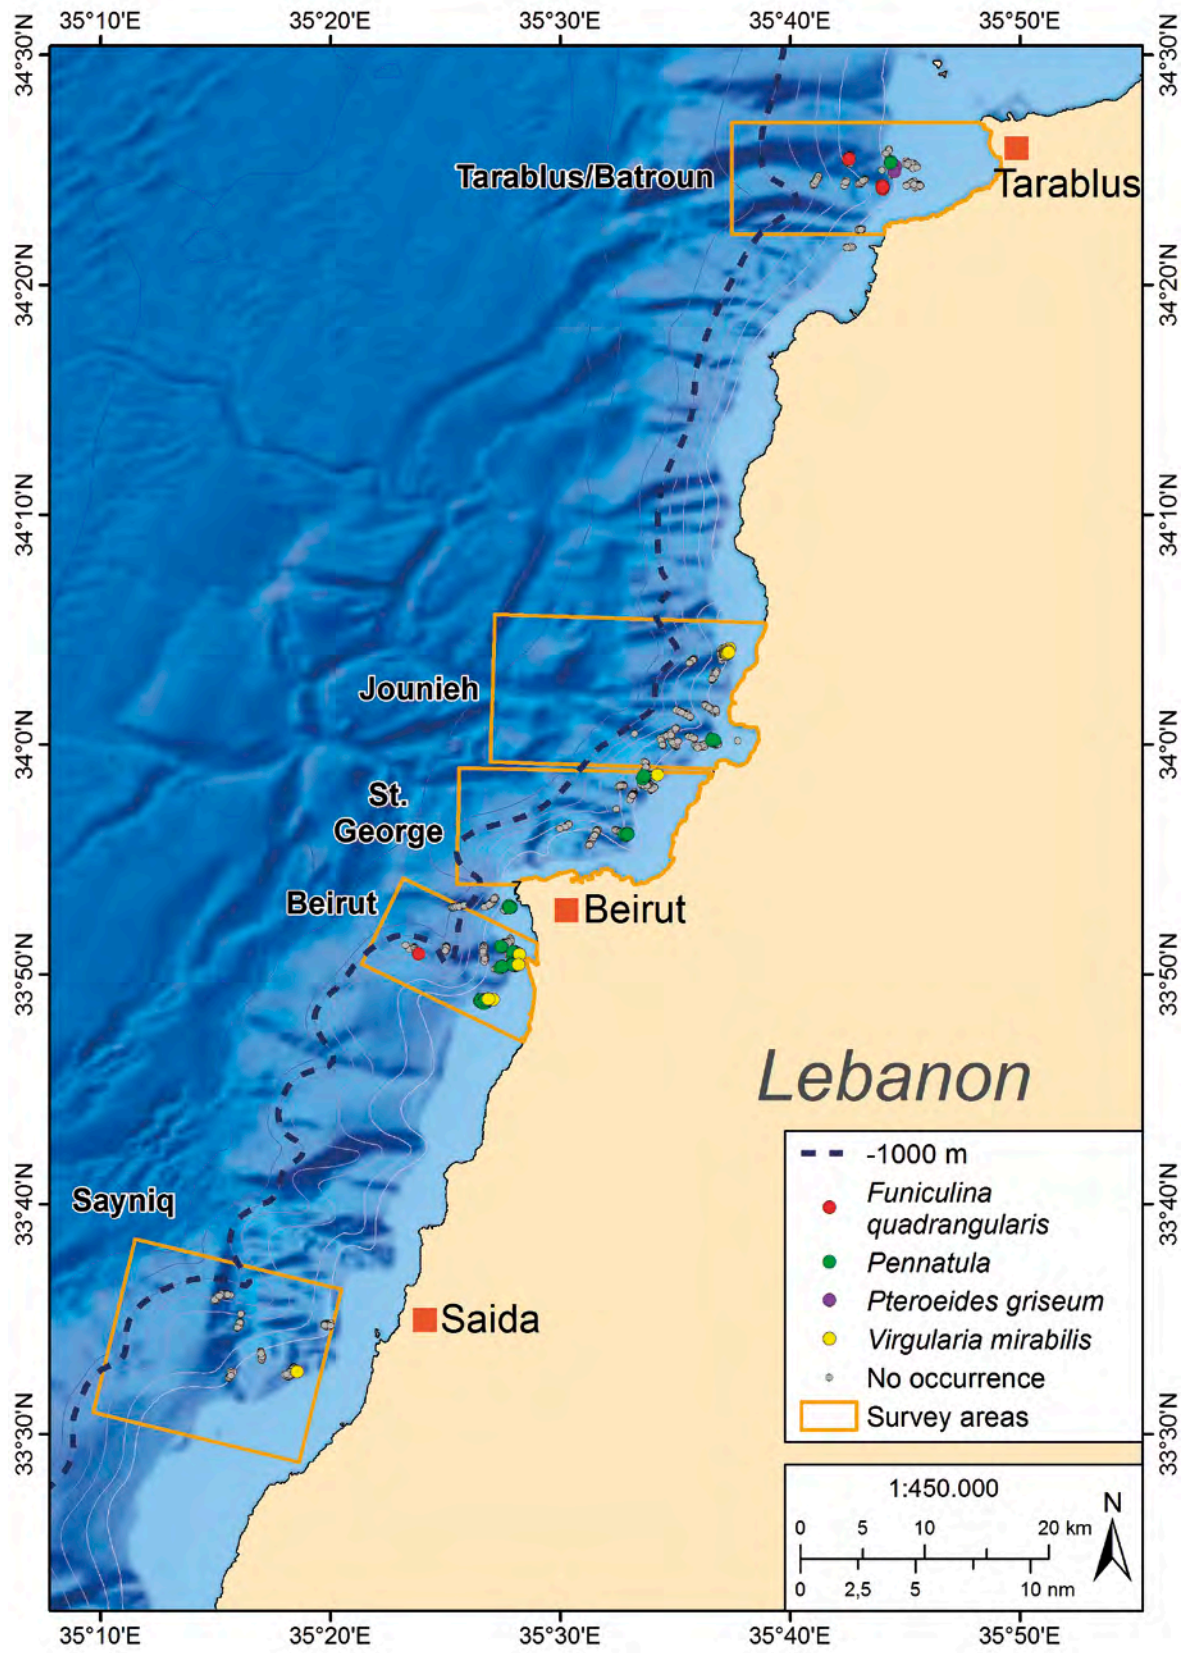 35°10'E
35°20'E
35°30'E
35°40'E
35°50'E
34°30'N
34°30'N
Tarablus/Batroun
Tarablus
34°20'N
34°20'N
34°10'N
34°10'N
Jounieh
34°0'N
34°0'N
St.
George
Beirut
Beirut
33°50'N
33°50'N
Lebanon
Sayniq
33°40'N
33°40'N
Saida
-1000 m
Funiculina
quadrangularis
Pennatula
Pteroeides griseum
Virgularia mirabilis
No occurrence
Survey areas
33°30'N
33°30'N
1:450.000
N
0 5 10 20 km
0 2,5 5 10 nm
35°10'E
35°20'E
35°30'E
35°40'E
35°50'E